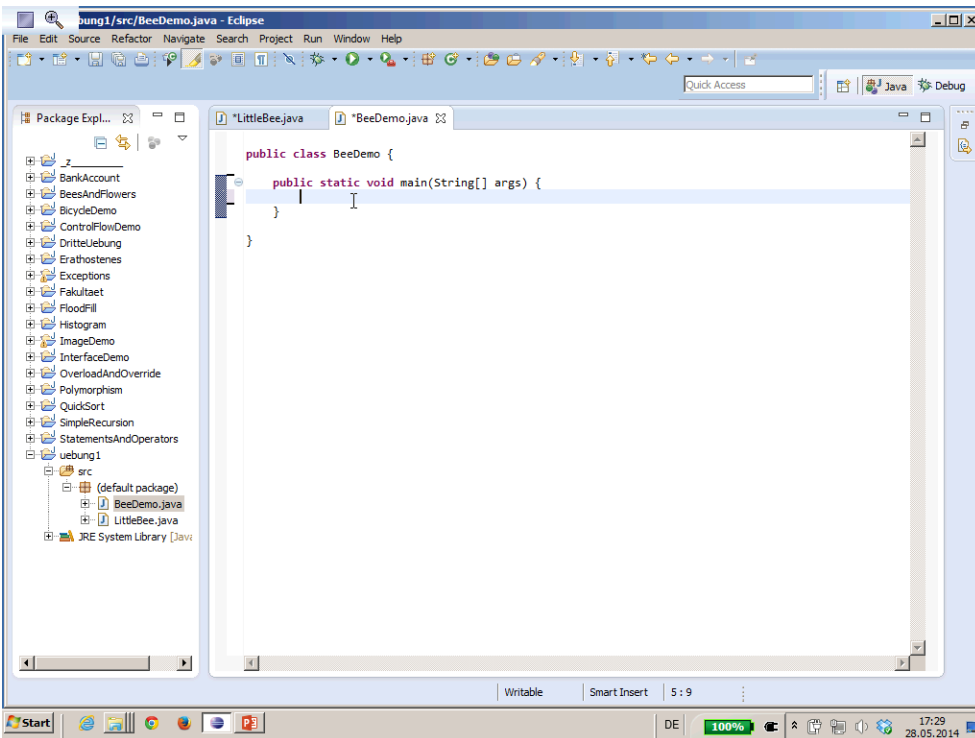 bung1/src/BeeDemo.java - Eclipse
File Edit Source Refactor Navigate Search Project Run Window Help
Quick Access
Java
Debug
Package Expl...
_z_________
BankAccount
BeesAndFlowers
BicycleDemo
ControlFlowDemo
DritteUebung
Erathostenes
Exceptions
Fakultaet
FloodFill
Histogram
ImageDemo
InterfaceDemo
OverloadAndOverride
Polymorphism
QuickSort
SimpleRecursion
StatementsAndOperators
uebung1
src
(default package)
BeeDemo.java
LittleBee.java
JRE System Library [Java
*LittleBee.java
*BeeDemo.java
public class BeeDemo {
public static void main(String[] args) {
}
}
Writable
Smart Insert
5 : 9
Start
DE
100%
17:29
28.05.2014